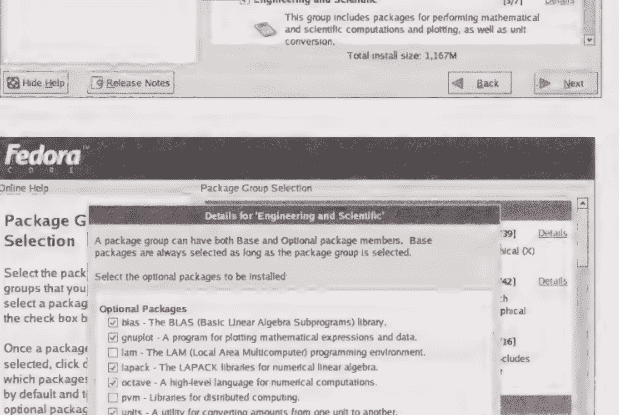 Engineering and Scientific [5/7] Details
This group includes packages for performing mathematical
and scientific computations and plotting, as well as unit
conversion.
Total install size: 1,167M
Hide Help Release Notes Back Next
Fedora
CORE
Online Help Package Group Selection
Package G
Selection
Details for 'Engineering and Scientific'
39] Details
A package group can have both Base and Optional package members. Base
packages are always selected as long as the package group is selected.
hical (X)
Select the pack
groups that you
select a packag
the check box b
Select the optional packages to be installed
42] Details
phical
Optional Packages
blas - The BLAS (Basic Linear Algebra Subprograms) library.
gnuplot - A program for plotting mathematical expressions and data.
16]
Once a package
selected, click d
which packages
by default and t
optional packag
lam - The LAM (Local Area Multicomputer) programming environment.
cludes
lapack - The LAPACK libraries for numerical linear algebra.
octave - A high-level language for numerical computations.
pvm - Libraries for distributed computing.
units - A utility for converting amounts from one unit to another.